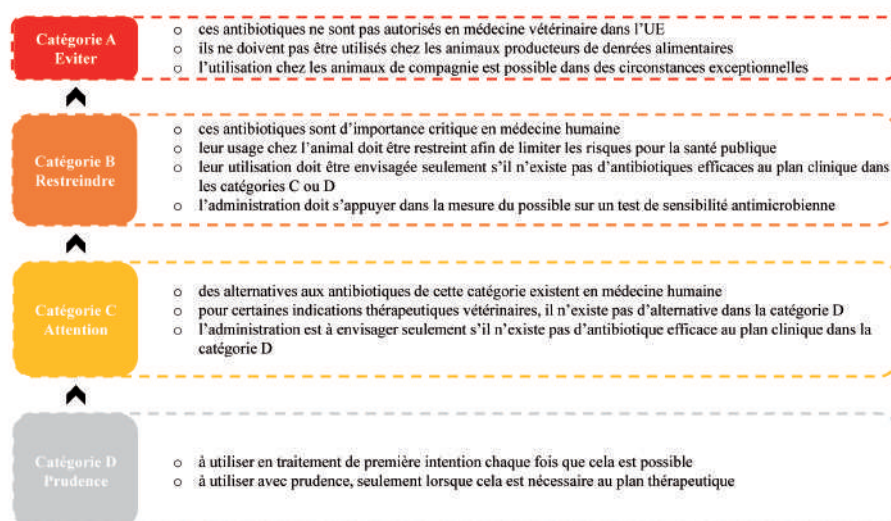 Catégorie A
Eviter
o ces antibiotiques ne sont pas autorisés en médecine vétérinaire dans l'UE
o ils ne doivent pas être utilisés chez les animaux producteurs de denrées alimentaires
o l'utilisation chez les animaux de compagnie est possible dans des circonstances exceptionnelles
Catégorie B
Restreindre
o ces antibiotiques sont d'importance critique en médecine humaine
o leur usage chez l'animal doit être restreint afin de limiter les risques pour la santé publique
o leur utilisation doit être envisagée seulement s'il n'existe pas d'antibiotiques efficaces au plan clinique dans
les catégories C ou D
o l'administration doit s'appuyer dans la mesure du possible sur un test de sensibilité antimicrobienne
Catégorie C
Attention
o des alternatives aux antibiotiques de cette catégorie existent en médecine humaine
o pour certaines indications thérapeutiques vétérinaires, il n'existe pas d'alternative dans la catégorie D
o l'administration est à envisager seulement s'il n'existe pas d'antibiotique efficace au plan clinique dans la
catégorie D
Catégorie D
Prudence
o à utiliser en traitement de première intention chaque fois que cela est possible
o à utiliser avec prudence, seulement lorsque cela est nécessaire au plan thérapeutique